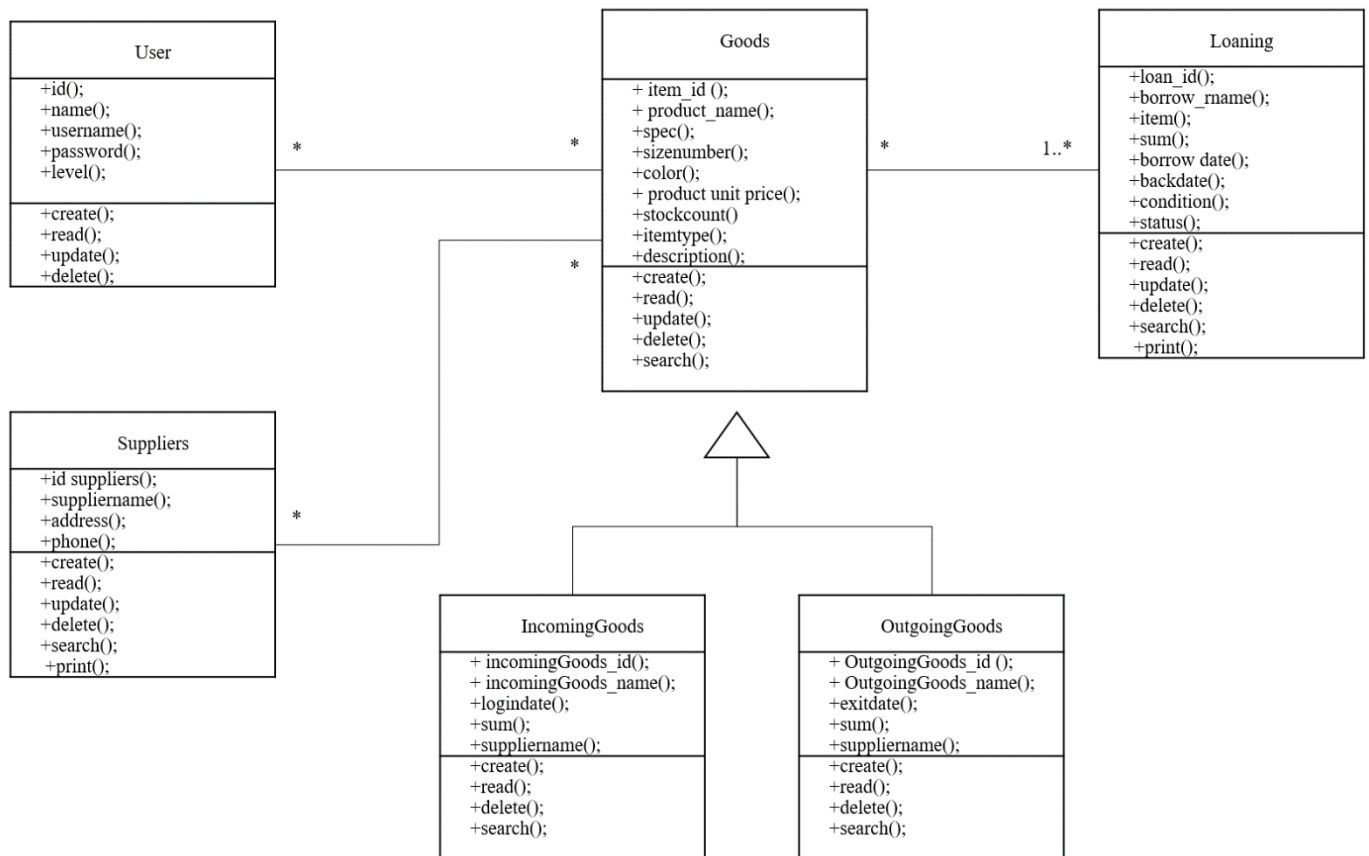 User
+id();
+name();
+username();
+password();
+level();
+create();
+read();
+update();
+delete();
*
*
Goods
+ item_id ();
+ product_name();
+spec();
+sizenumber();
+color();
+ product unit price();
+stockcount()
+itemtype();
+description();
+create();
+read();
+update();
+delete();
+search();
*
1..*
Loaning
+loan_id();
+borrow_rname();
+item();
+sum();
+borrow date();
+backdate();
+condition();
+status();
+create();
+read();
+update();
+delete();
+search();
+print();
*
*
Suppliers
+id suppliers();
+suppliername();
+address();
+phone();
+create();
+read();
+update();
+delete();
+search();
+print();
IncomingGoods
+ incomingGoods_id();
+ incomingGoods_name();
+logindate();
+sum();
+suppliername();
+create();
+read();
+delete();
+search();
OutgoingGoods
+ OutgoingGoods_id ();
+ OutgoingGoods_name();
+exitdate();
+sum();
+suppliername();
+create();
+read();
+delete();
+search();